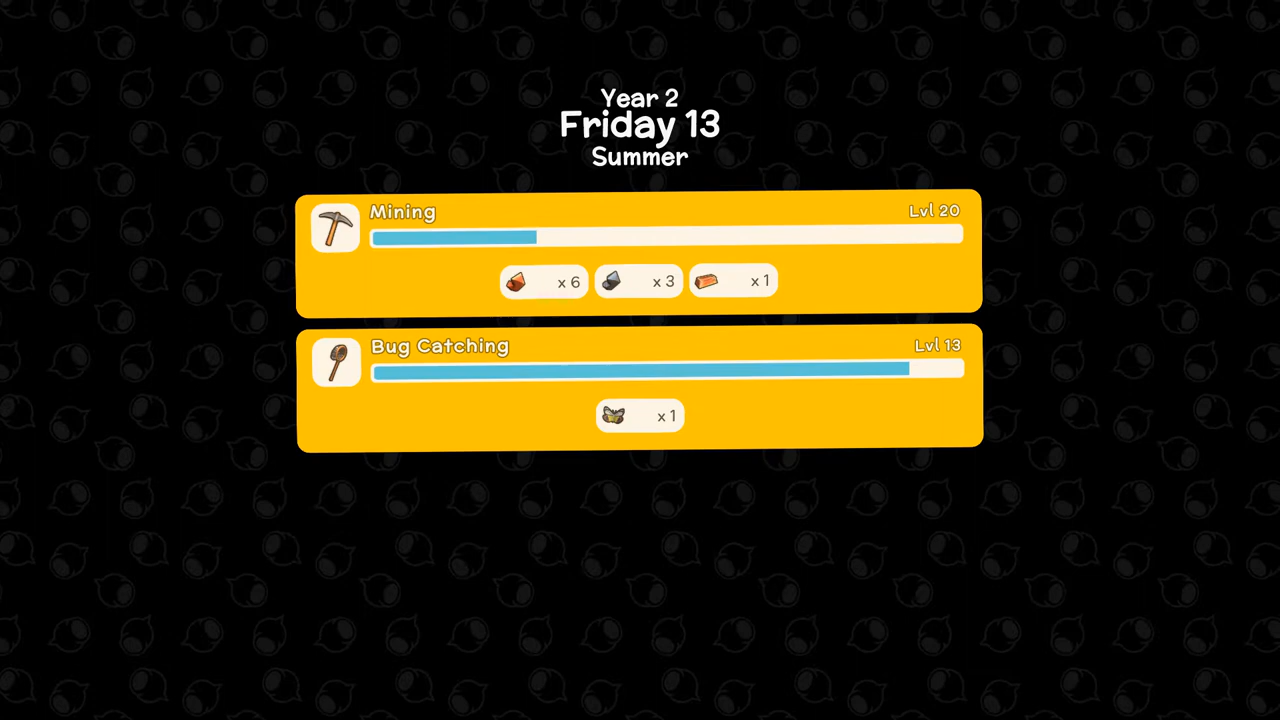 Year 2
Friday 13
Summer
Mining
Lvl 20
x 6
x 3
x 1
Bug Catching
Lvl 13
x 1